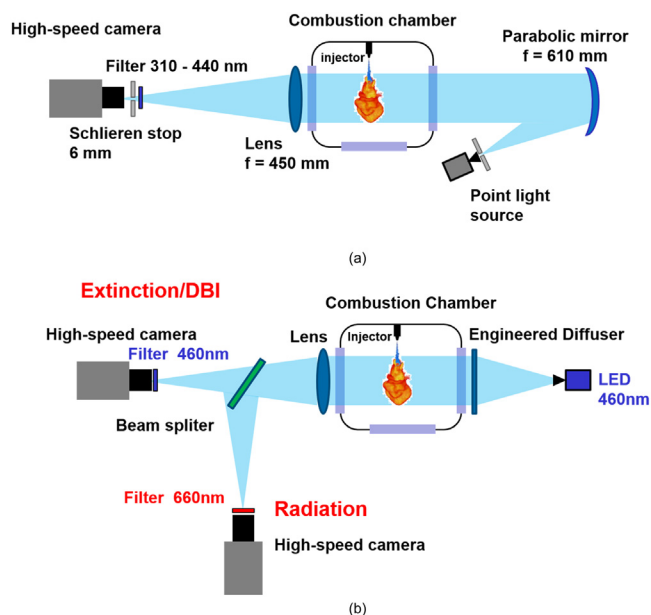 Combustion chamber
High-speed camera
Parabolic mirror
f = 610 mm
injector
Filter 310 - 440 nm
Schlieren stop
6 mm
Lens
f = 450 mm
Point light
source
(a)
Extinction/DBI
Combustion Chamber
High-speed camera
Filter 460nm
Lens
Injector
Engineered Diffuser
LED
460nm
Beam spliter
Filter 660nm
Radiation
High-speed camera
(b)